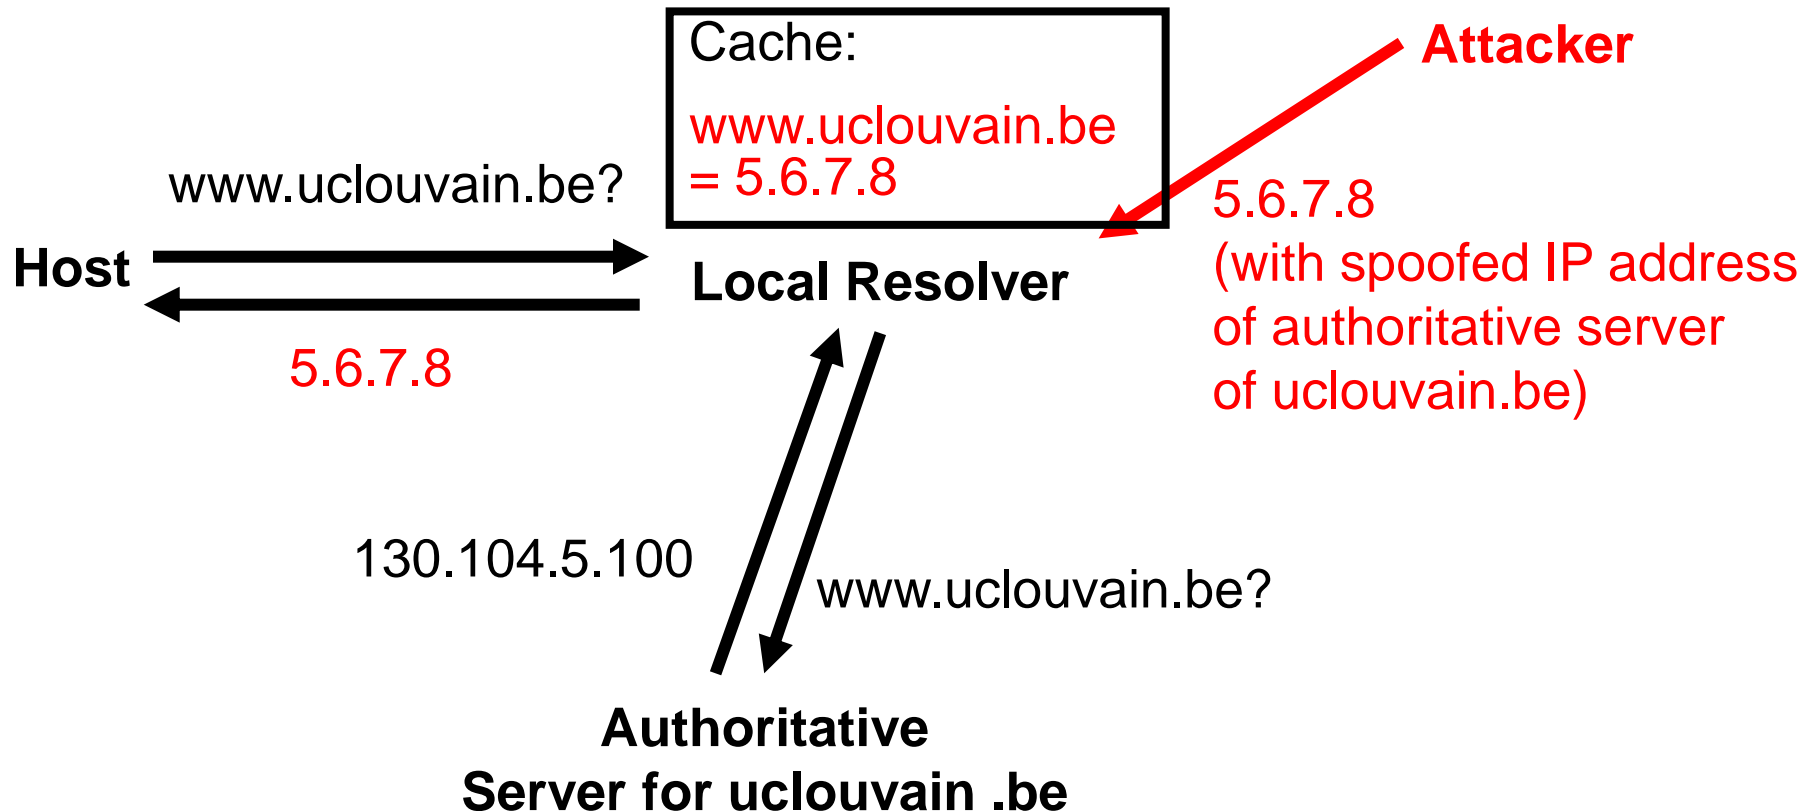 Cache:
www.uclouvain.be
= 5.6.7.8
Attacker
www.uclouvain.be?
5.6.7.8
(with spoofed IP address
of authoritative server
of uclouvain.be)
Host
Local Resolver
5.6.7.8
130.104.5.100
www.uclouvain.be?
Authoritative
Server for uclouvain .be